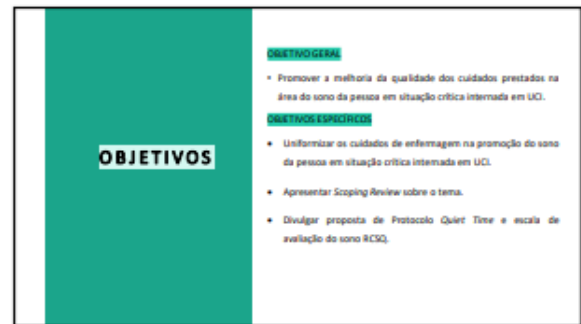 OBJETIVOS
OBJETIVO GERAL
• Promover a melhoria da qualidade dos cuidados prestados na
área do sono da pessoa em situação crítica internada em UCI.
OBJETIVOS ESPECÍFICOS
• Uniformizar os cuidados de enfermagem na promoção do sono
da pessoa em situação crítica internada em UCI.
• Apresentar Scoping Review sobre o tema.
• Divulgar proposta de Protocolo Quiet Time e escala de
avaliação do sono RCSQ.